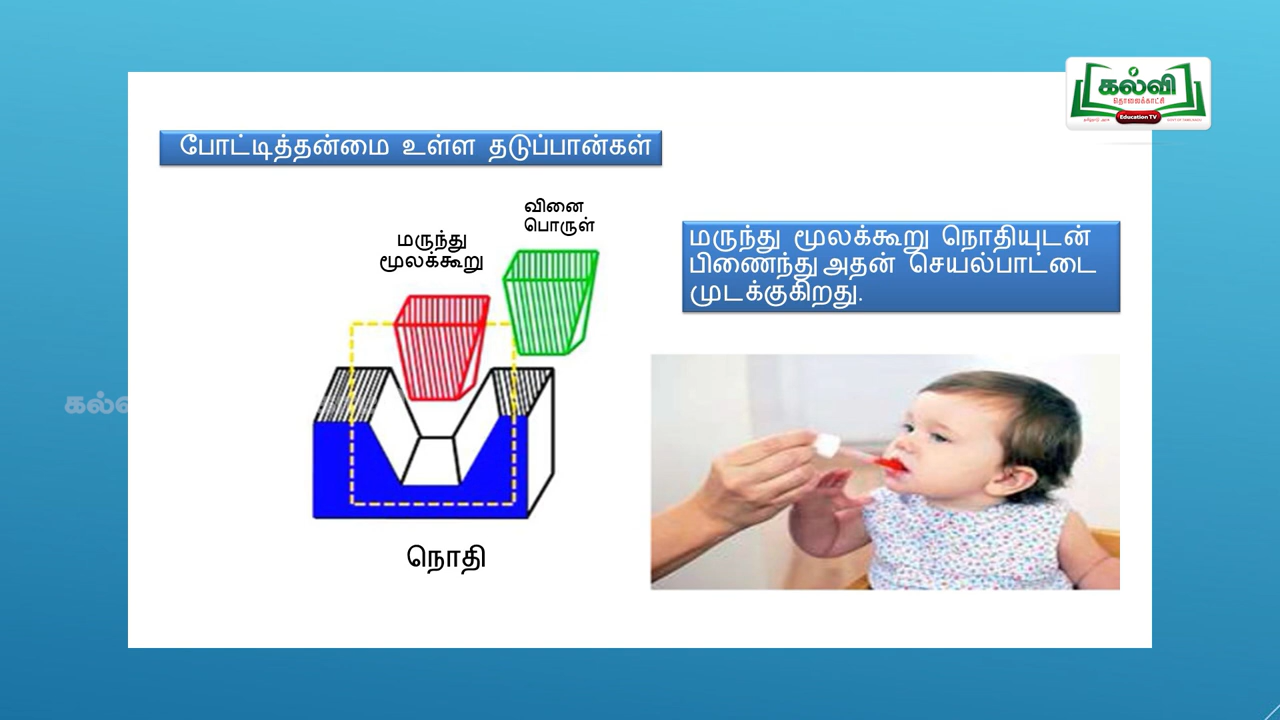 கல்வி
தொலைக்காட்சி
Education TV
போட்டித்தன்மை உள்ள தடுப்பான்கள்
வினை
பொருள்
மருந்து
மூலக்கூறு
மருந்து மூலக்கூறு நொதியுடன்
பிணைந்து அதன் செயல்பாட்டை
முடக்குகிறது.
நொதி